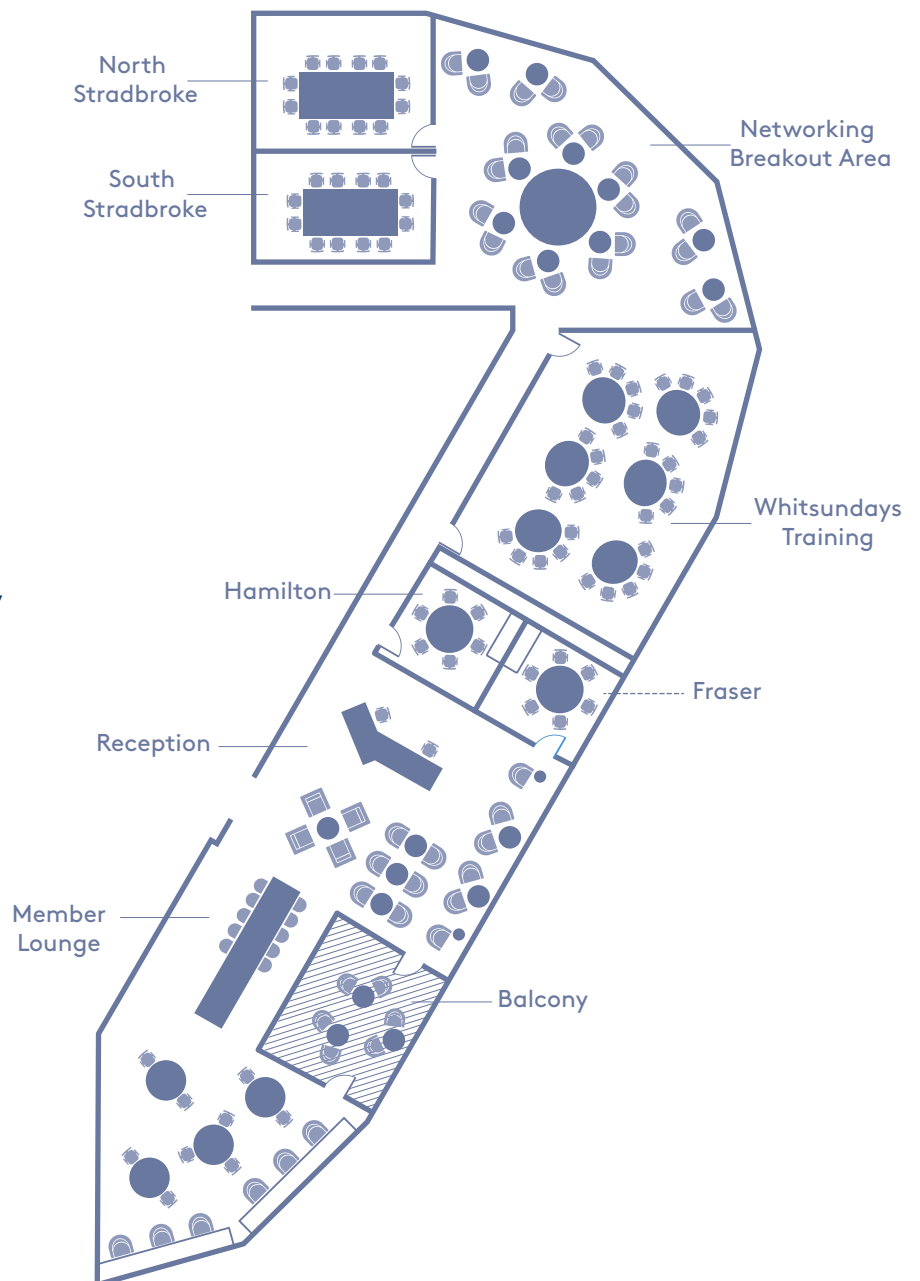 North
Stradbroke
Networking
Breakout Area
South
Stradbroke
Whitsundays
Training
Hamilton
Fraser
Reception
Member
Lounge
Balcony